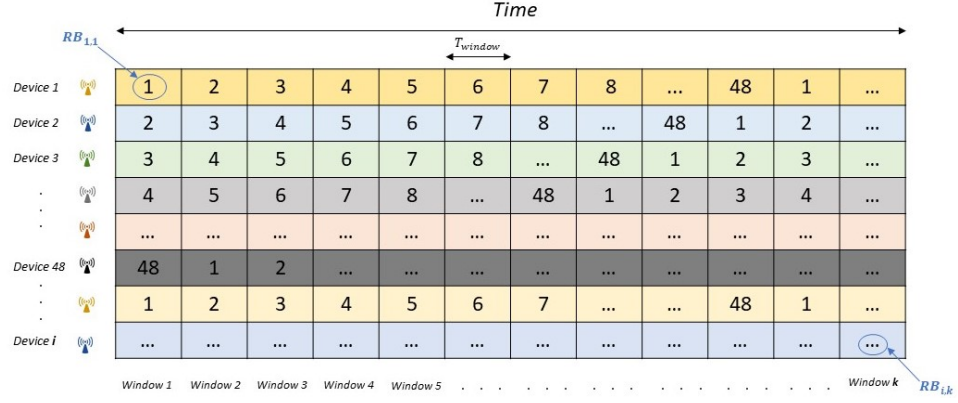 Time
RB1,1
Twindow
Device 1 1 2 3 4 5 6 7 8 ... 48 1 ...
Device 2 2 3 4 5 6 7 8 ... 48 1 2 ...
Device 3 3 4 5 6 7 8 ... 48 1 2 3 ...
. 4 5 6 7 8 ... 48 1 2 3 4 ...
.
. ... ... ... ... ... ... ... ... ... ... ... ...
Device 48 48 1 2 ... ... ... ... ... ... ... ... ...
. 1 2 3 4 5 6 7 ... ... 48 1 ...
.
.
Device i ... ... ... ... ... ... ... ... ... ... ... ...
Window 1 Window 2 Window 3 Window 4 Window 5 . . . . . . . . . . . . . . . . . . Window k
RBi,k